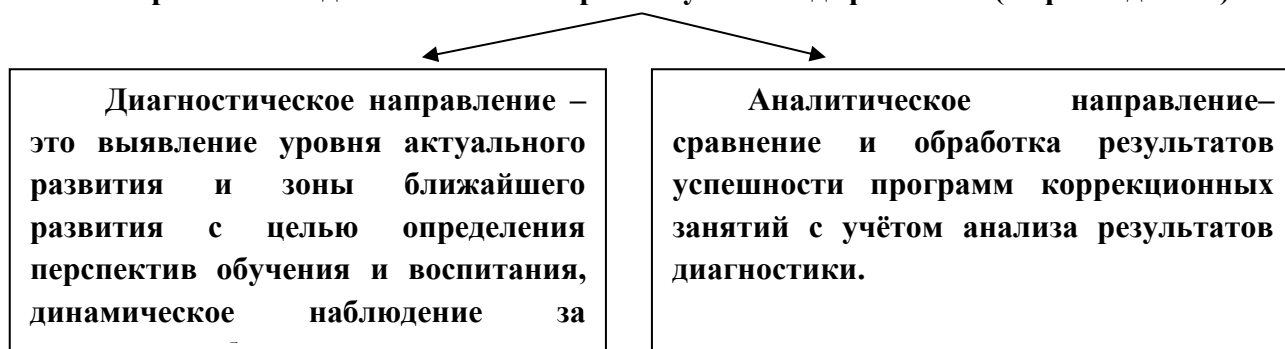 Диагностическое направление –
это выявление уровня актуального
развития и зоны ближайшего
развития с целью определения
перспектив обучения и воспитания,
динамическое наблюдение за
Аналитическое направление–
сравнение и обработка результатов
успешности программ коррекционных
занятий с учётом анализа результатов
диагностики.